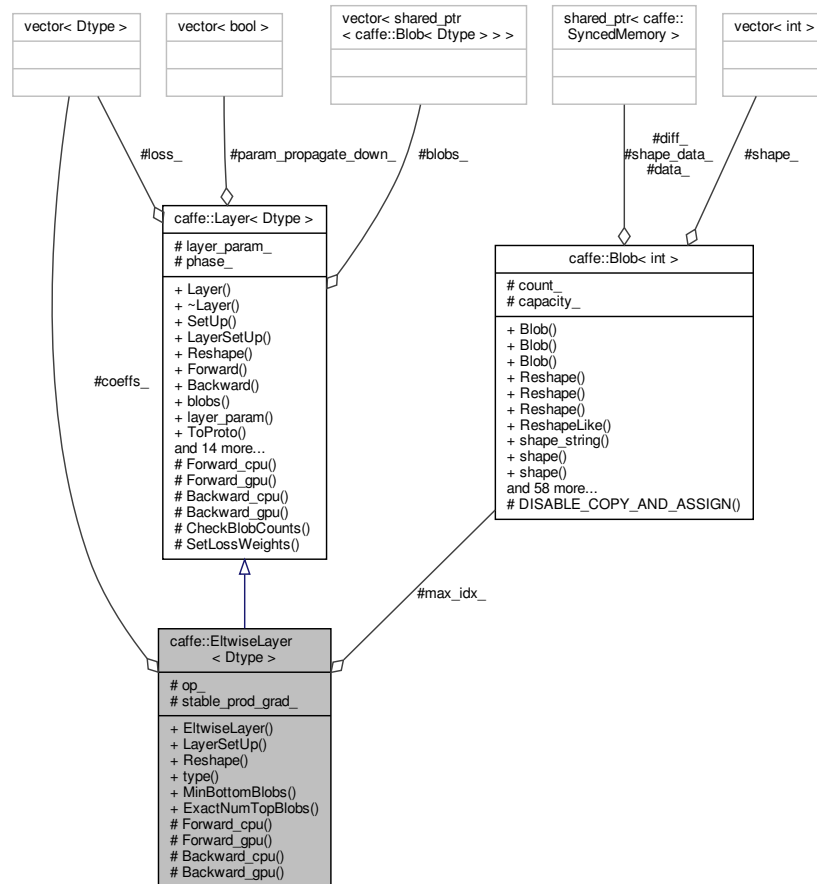 vector< Dtype >
vector< bool >
vector< shared_ptr
< caffe::Blob< Dtype > > >
shared_ptr< caffe::
SyncedMemory >
vector< int >
#loss_
#param_propagate_down_
#blobs_
#diff_
#shape_data_
#data_
#shape_
caffe::Layer< Dtype >
# layer_param_
# phase_
+ Layer()
+ ~Layer()
+ SetUp()
+ LayerSetUp()
+ Reshape()
+ Forward()
+ Backward()
+ blobs()
+ layer_param()
+ ToProto()
and 14 more...
# Forward_cpu()
# Forward_gpu()
# Backward_cpu()
# Backward_gpu()
# CheckBlobCounts()
# SetLossWeights()
caffe::Blob< int >
# count_
# capacity_
+ Blob()
+ Blob()
+ Blob()
+ Reshape()
+ Reshape()
+ Reshape()
+ ReshapeLike()
+ shape_string()
+ shape()
+ shape()
and 58 more...
# DISABLE_COPY_AND_ASSIGN()
#coeffs_
#max_idx_
caffe::EltwiseLayer
< Dtype >
# op_
# stable_prod_grad_
+ EltwiseLayer()
+ LayerSetUp()
+ Reshape()
+ type()
+ MinBottomBlobs()
+ ExactNumTopBlobs()
# Forward_cpu()
# Forward_gpu()
# Backward_cpu()
# Backward_gpu()